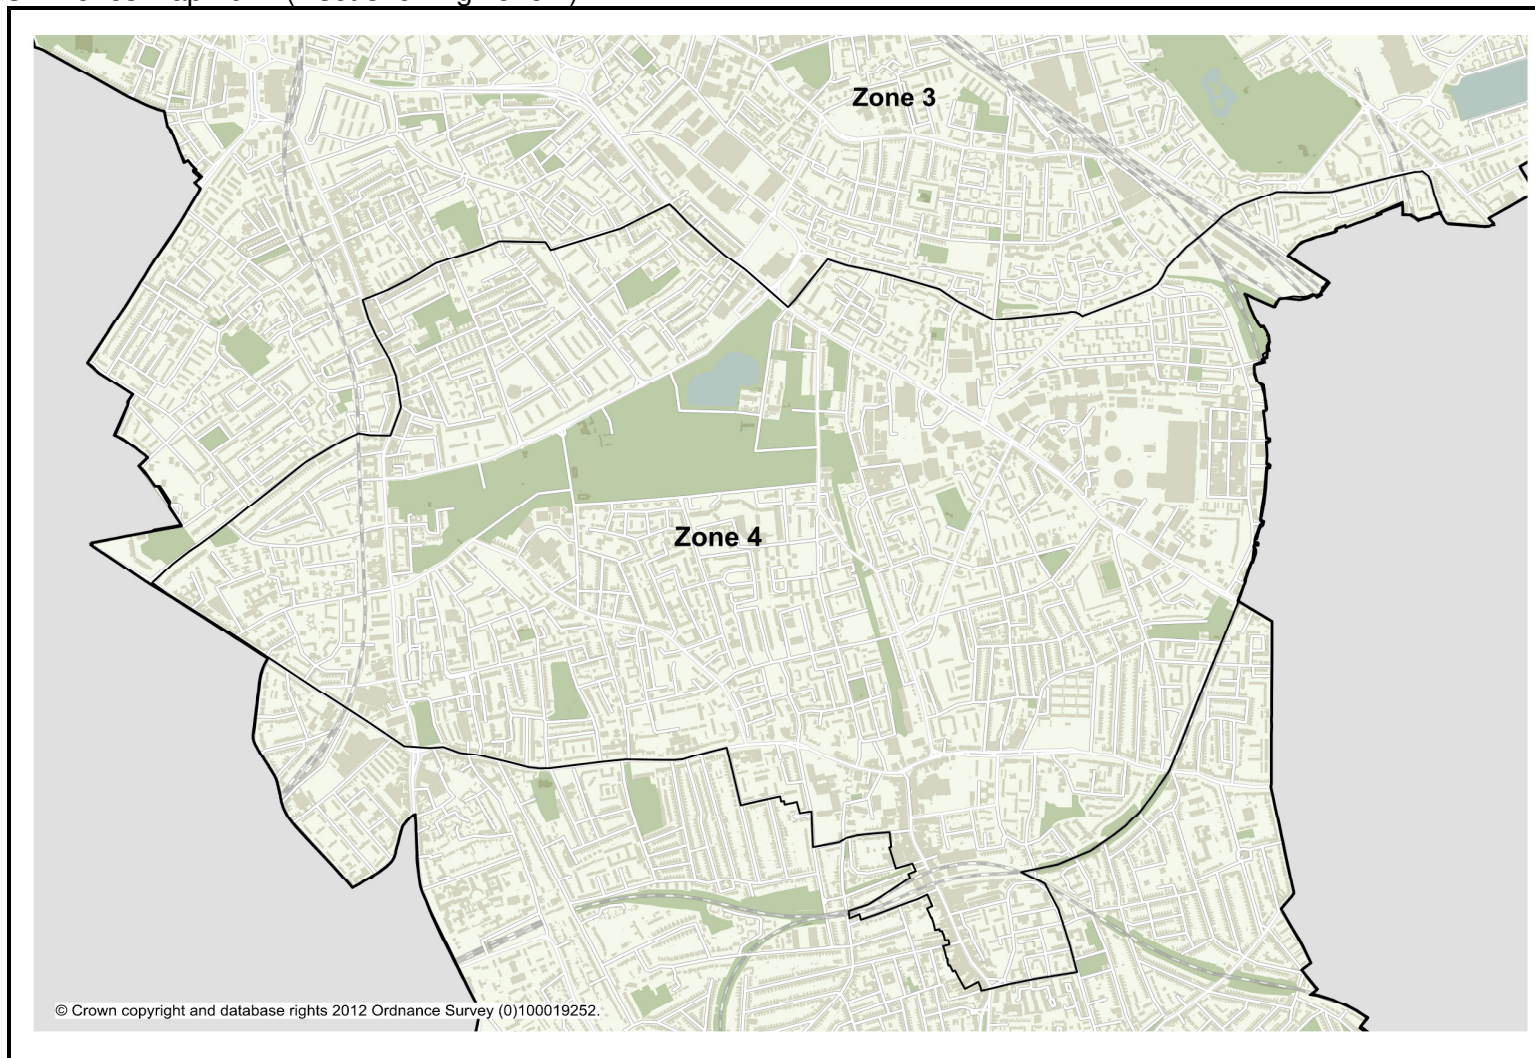 Zone 3
Zone 4
© Crown copyright and database rights 2012 Ordnance Survey (0)100019252.